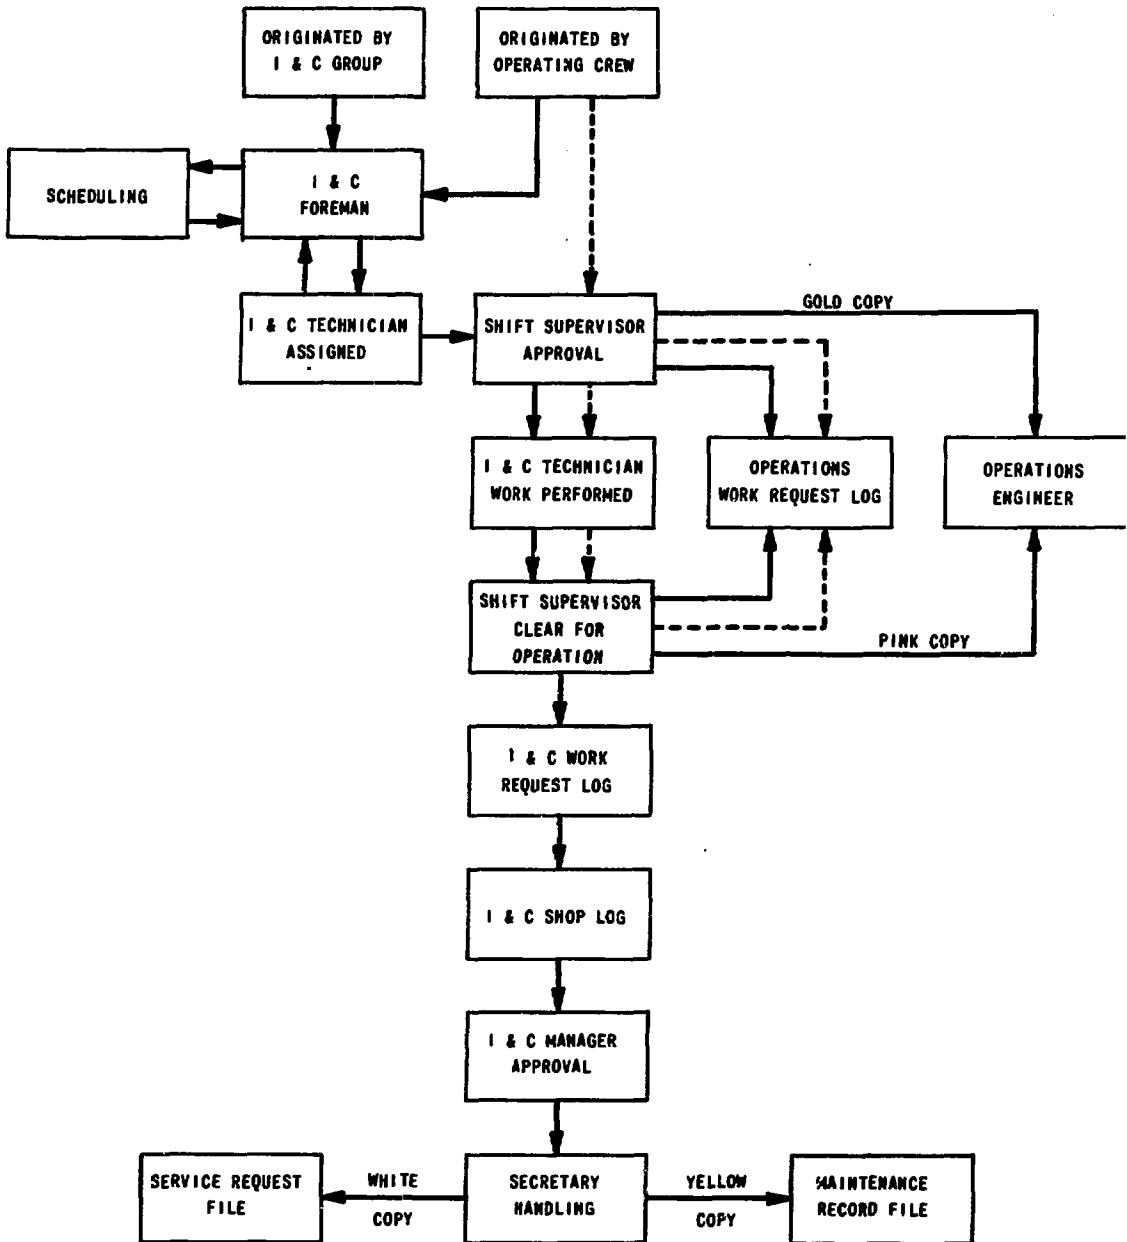 ORIGINATED BY
I & C GROUP
ORIGINATED BY
OPERATING CREW
SCHEDULING
I & C
FOREMAN
I & C TECHNICIAN
ASSIGNED
SHIFT SUPERVISOR
APPROVAL
GOLD COPY
I & C TECHNICIAN
WORK PERFORMED
OPERATIONS
WORK REQUEST LOG
OPERATIONS
ENGINEER
SHIFT SUPERVISOR
CLEAR FOR
OPERATION
PINK COPY
I & C WORK
REQUEST LOG
I & C SHOP LOG
I & C MANAGER
APPROVAL
SERVICE REQUEST
FILE
WHITE
COPY
SECRETARY
HANDLING
YELLOW
COPY
MAINTENANCE
RECORD FILE